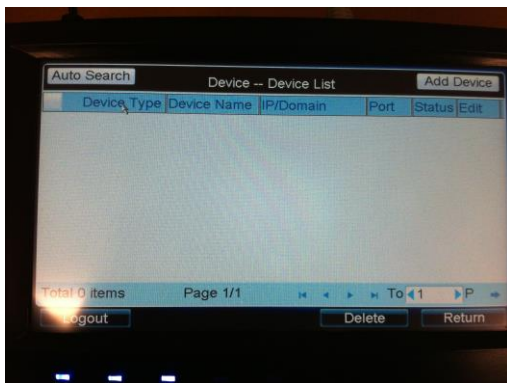 Auto Search Device -- Device List Add Device
Device Type Device Name IP/Domain Port Status Edit
Total 0 items Page 1/1 To 1 P
Logout Delete Return